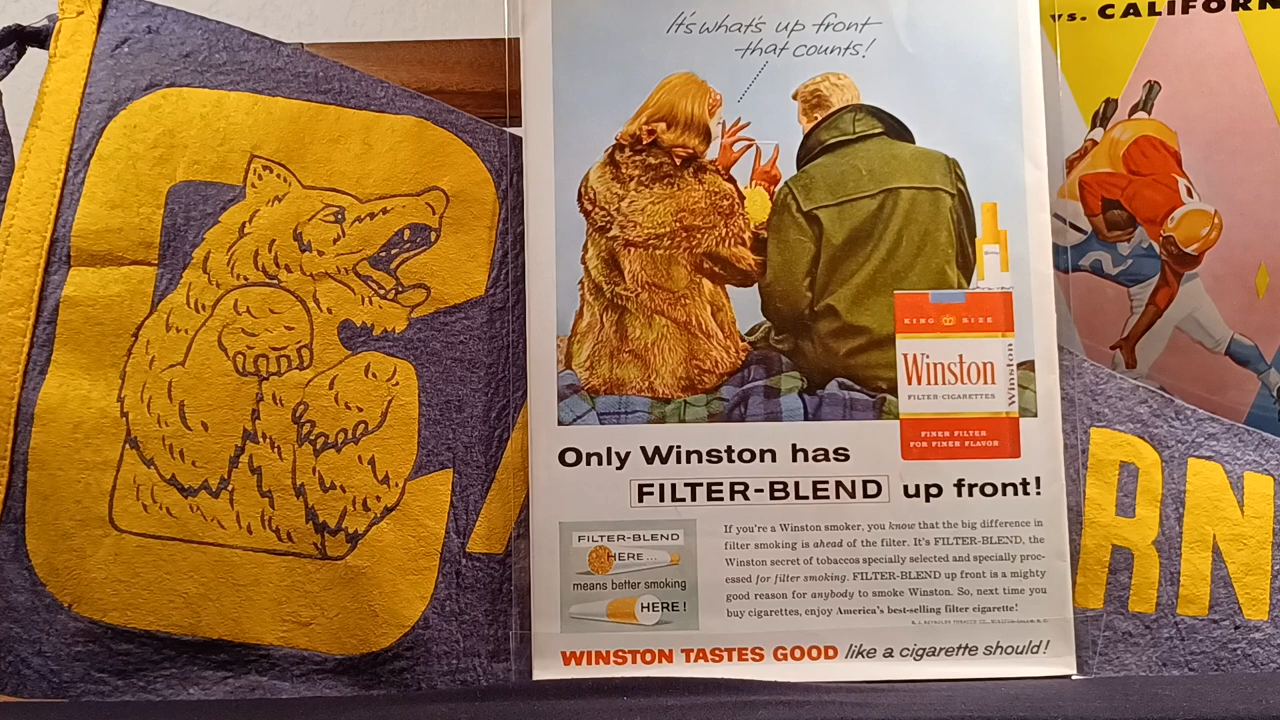 It's what's up front
that counts!
vs. CALIFORN
C
RN
KING SIZE
Winston
FILTER·CIGARETTES
Winston
FINER FILTER
FOR FINER FLAVOR
Only Winston has
FILTER-BLEND up front!
FILTER-BLEND
HERE...
means better smoking
HERE!
If you're a Winston smoker, you know that the big difference in
filter smoking is ahead of the filter. It's FILTER-BLEND, the
Winston secret of tobaccos specially selected and specially proc-
essed for filter smoking. FILTER-BLEND up front is a mighty
good reason for anybody to smoke Winston. So, next time you
buy cigarettes, enjoy America's best-selling filter cigarette!
R. J. REYNOLDS TOBACCO CO., WINSTON-SALEM, N. C.
WINSTON TASTES GOOD like a cigarette should!